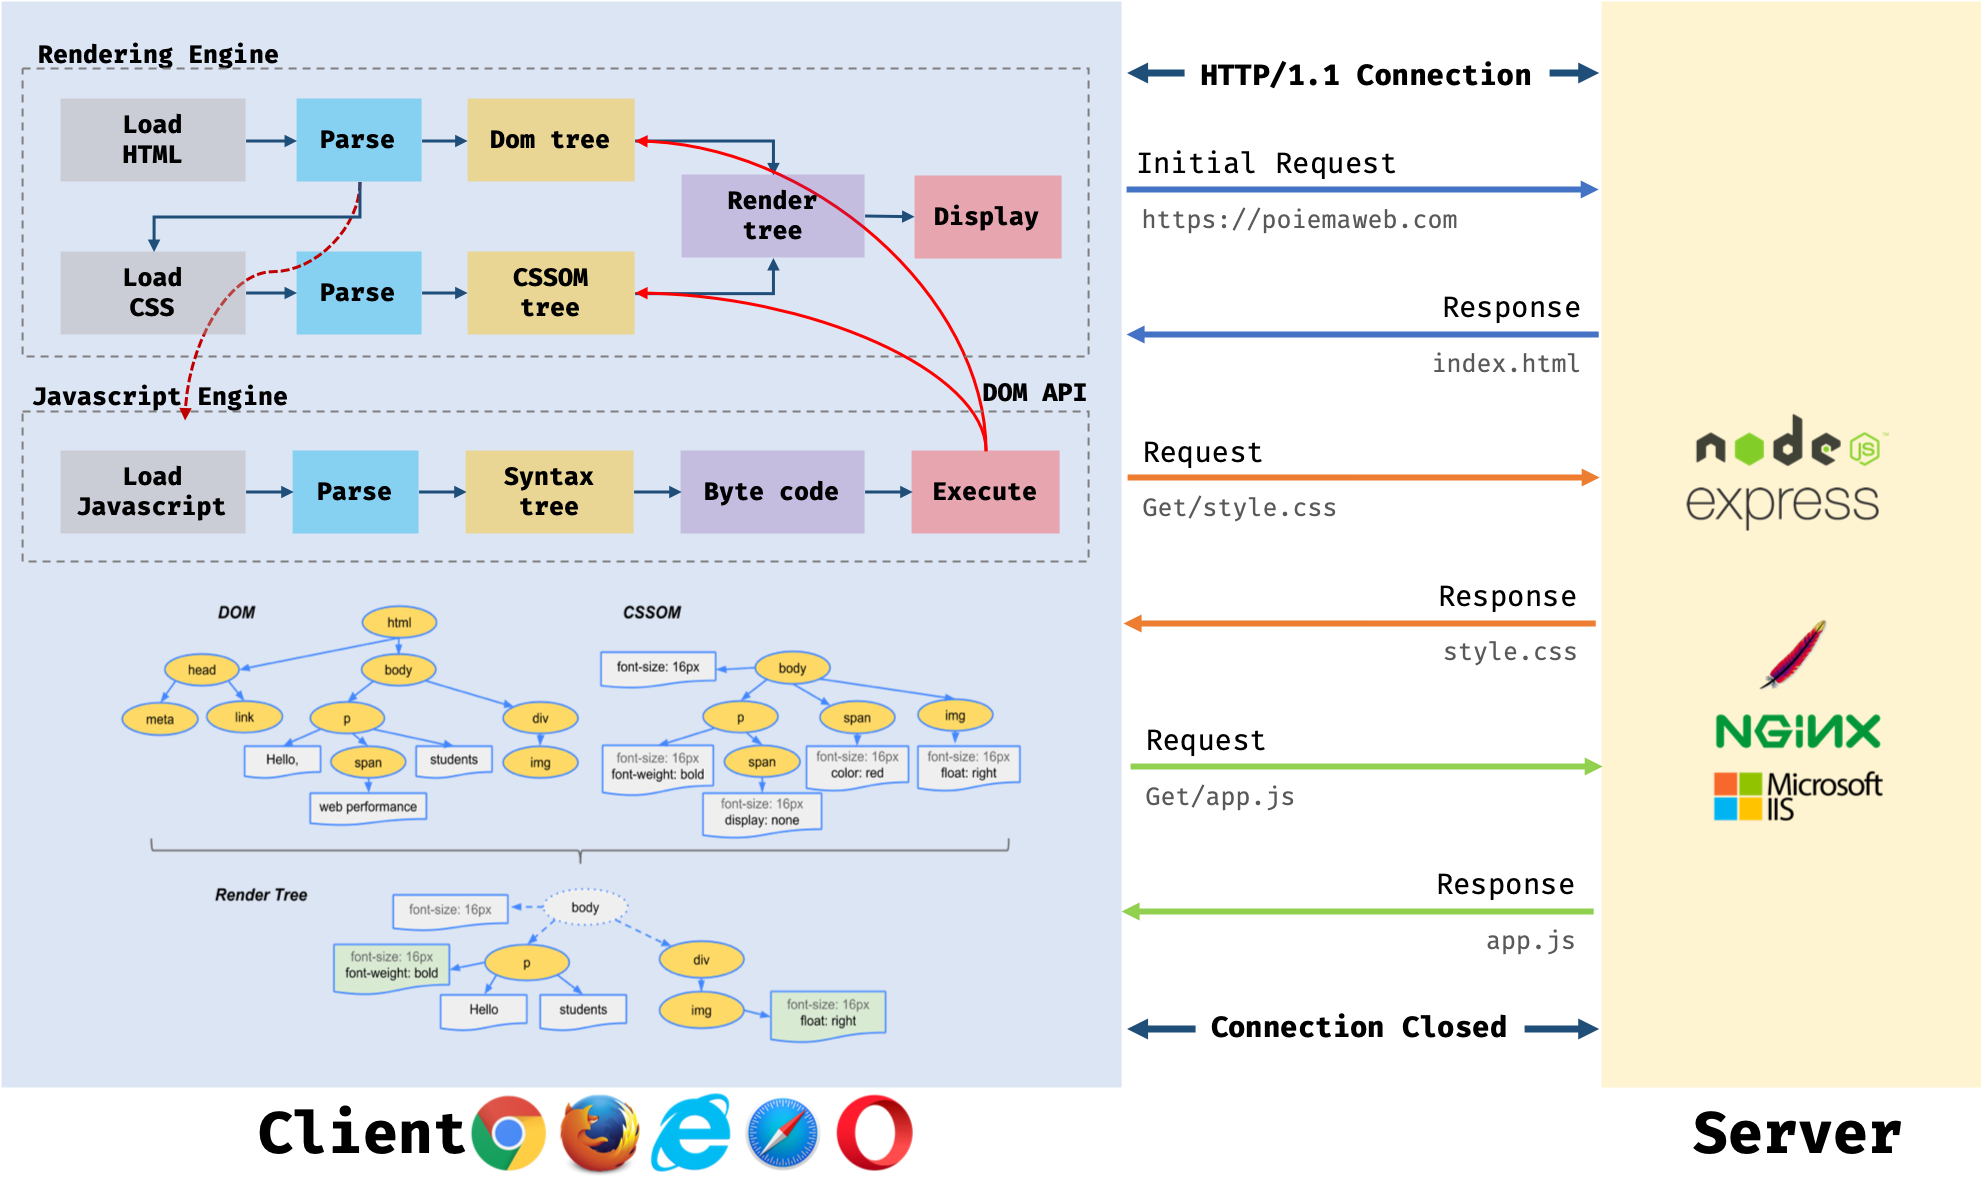 Rendering Engine
Load
HTML
Parse
Dom tree
Render
tree
Display
Load
CSS
Parse
CSSOM
tree
Javascript Engine
DOM API
Load
Javascript
Parse
Syntax
tree
Byte code
Execute
DOM
html
head
body
meta
link
p
div
Hello,
span
students
img
web performance
CSSOM
font-size: 16px
body
p
span
img
font-size: 16px
font-weight: bold
span
font-size: 16px
color: red
font-size: 16px
float: right
font-size: 16px
display: none
Render Tree
font-size: 16px
body
font-size: 16px
font-weight: bold
p
div
Hello
students
img
font-size: 16px
float: right
HTTP/1.1 Connection
Initial Request
https://poiemaweb.com
Response
index.html
Request
Get/style.css
Response
style.css
Request
Get/app.js
Response
app.js
Connection Closed
node
JS
™
express
NGINX
Microsoft
IIS
Client
Server